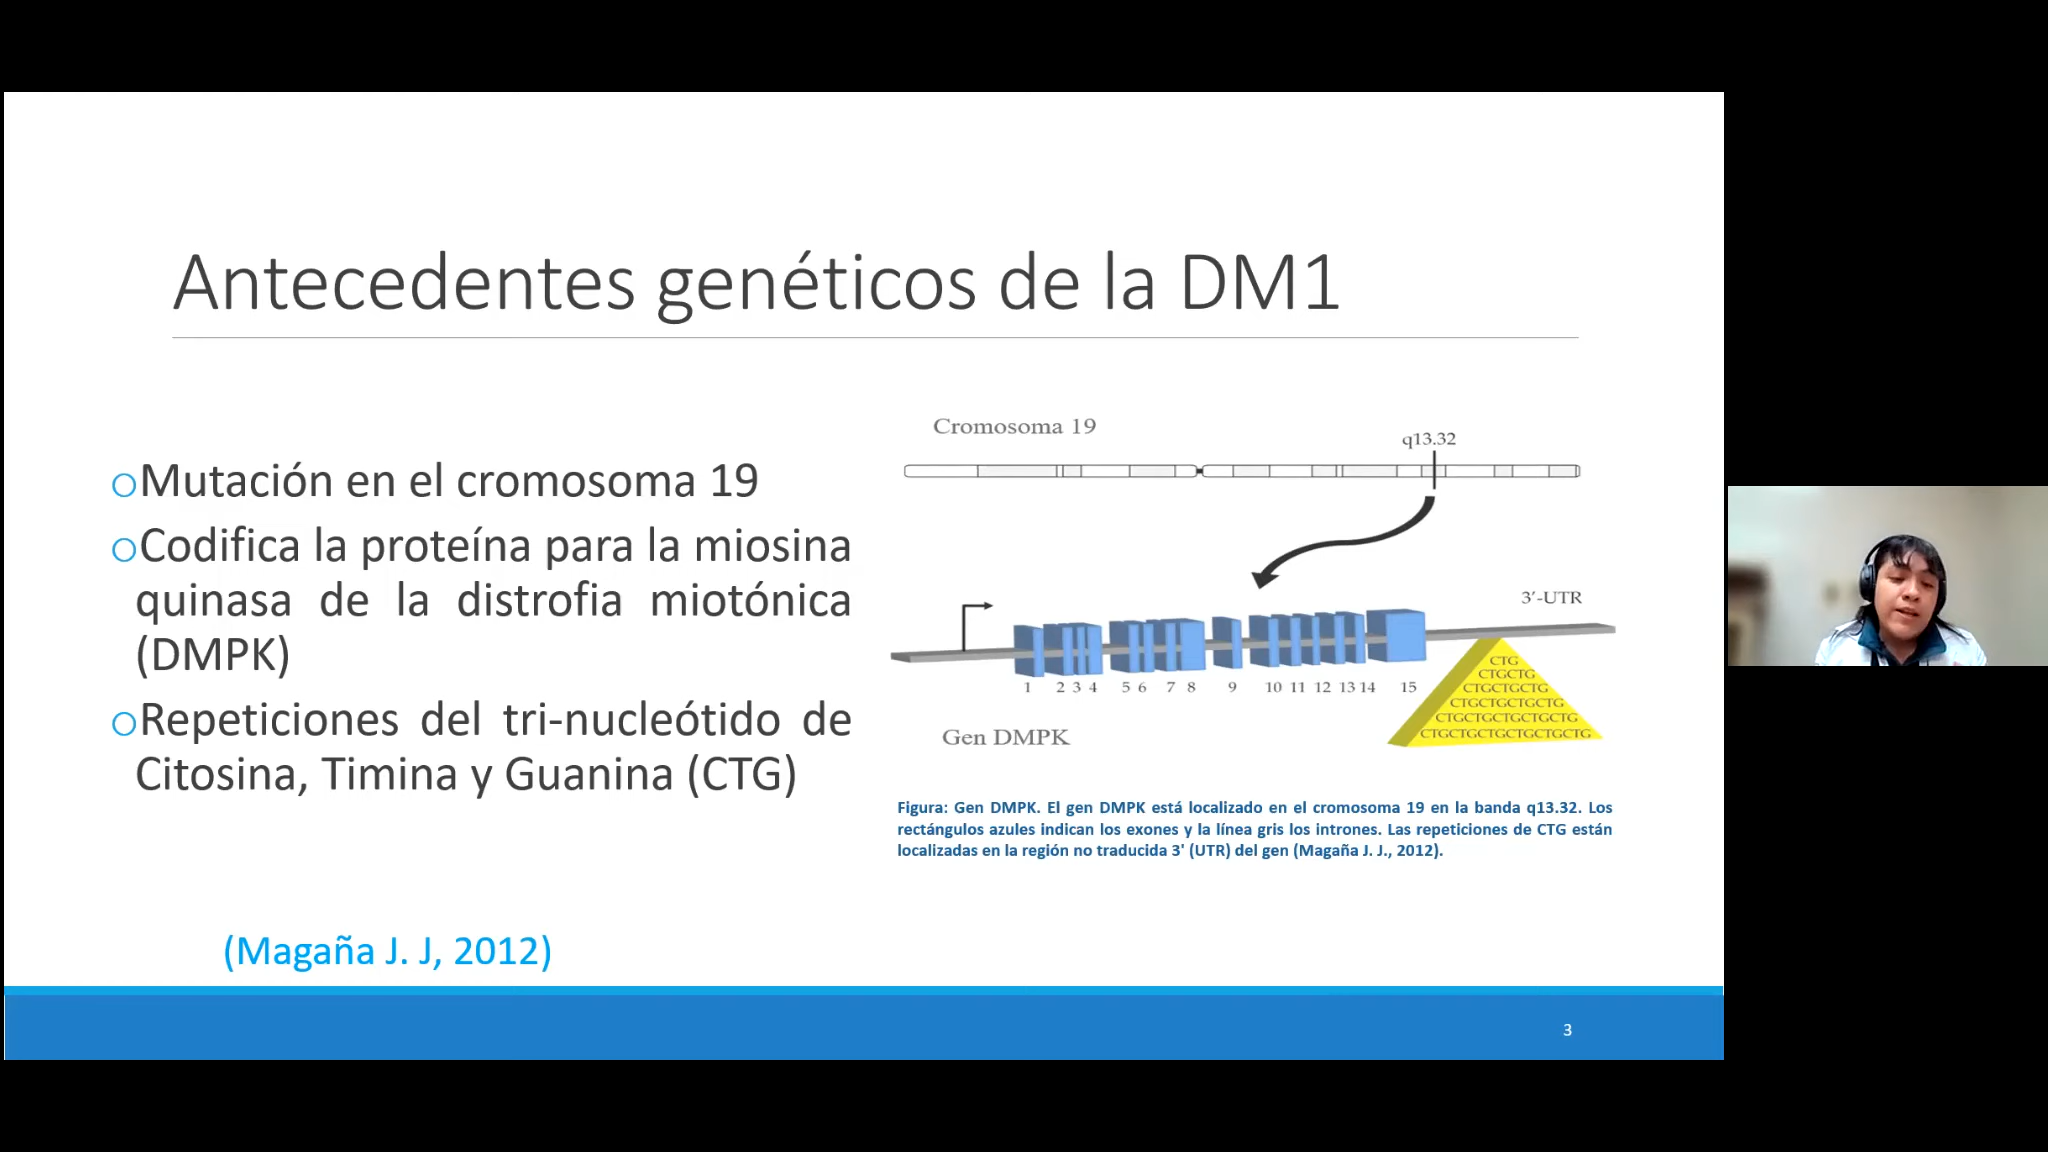 Antecedentes genéticos de la DM1
oMutación en el cromosoma 19
oCodifica la proteína para la miosina
quinasa de la distrofia miotónica
(DMPK)
oRepeticiones del tri-nucleótido de
Citosina, Timina y Guanina (CTG)
(Magaña J. J, 2012)
Cromosoma 19
q13.32
3’-UTR
1 2 3 4 5 6 7 8 9 10 11 12 13 14 15
Gen DMPK
CTG
CTGCTG
CTGCTGCTG
CTGCTGCTGCTG
CTGCTGCTGCTGCTG
CTGCTGCTGCTGCTGCTG
Figura: Gen DMPK. El gen DMPK está localizado en el cromosoma 19 en la banda q13.32. Los
rectángulos azules indican los exones y la línea gris los intrones. Las repeticiones de CTG están
localizadas en la región no traducida 3' (UTR) del gen (Magaña J. J., 2012).
3